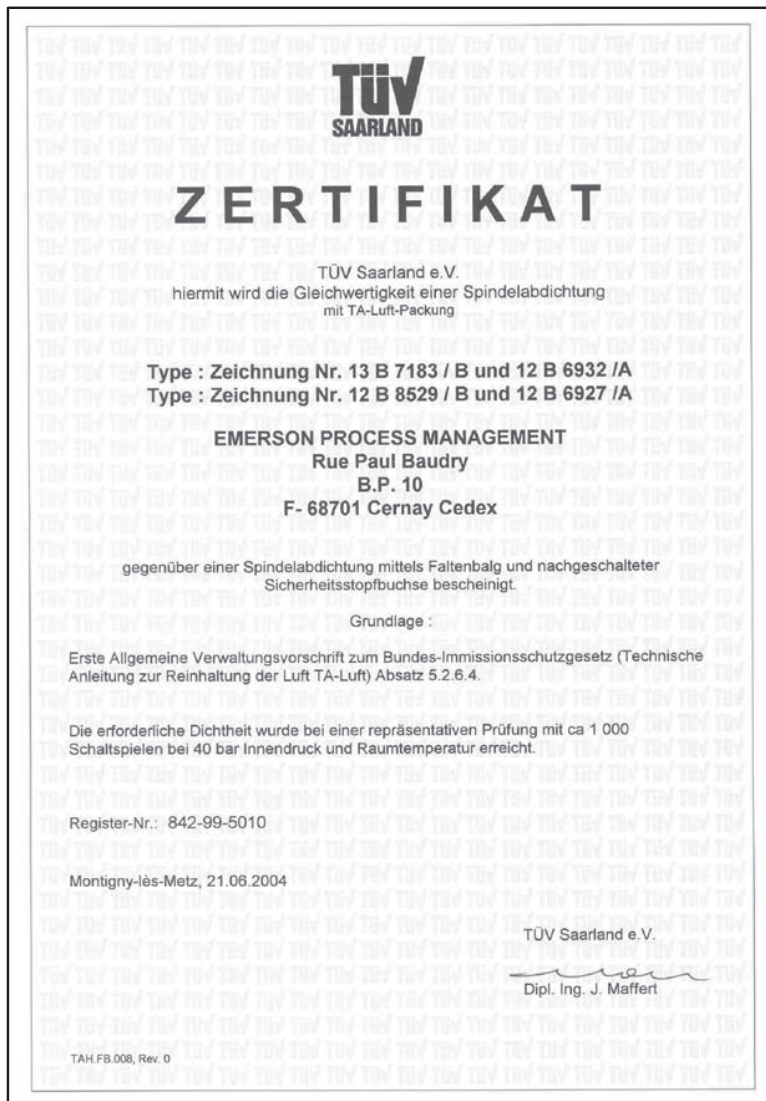 TÜV
SAARLAND
ZERTIFIKAT
TÜV Saarland e.V.
hiermit wird die Gleichwertigkeit einer Spindelabdichtung
mit TA-Luft-Packung
Type : Zeichnung Nr. 13 B 7183 / B und 12 B 6932 /A
Type : Zeichnung Nr. 12 B 8529 / B und 12 B 6927 /A
EMERSON PROCESS MANAGEMENT
Rue Paul Baudry
B.P. 10
F- 68701 Cernay Cedex
gegenüber einer Spindelabdichtung mittels Faltenbalg und nachgeschalteter
Sicherheitsstopfbuchse bescheinigt.
Grundlage :
Erste Allgemeine Verwaltungsvorschrift zum Bundes-Immissionsschutzgesetz (Technische
Anleitung zur Reinhaltung der Luft TA-Luft) Absatz 5.2.6.4.
Die erforderliche Dichtheit wurde bei einer repräsentativen Prüfung mit ca 1 000
Schaltspielen bei 40 bar Innendruck und Raumtemperatur erreicht.
Register-Nr.: 842-99-5010
Montigny-lès-Metz, 21.06.2004
TÜV Saarland e.V.
Dipl. Ing. J. Maffert
TAH.FB.008, Rev. 0